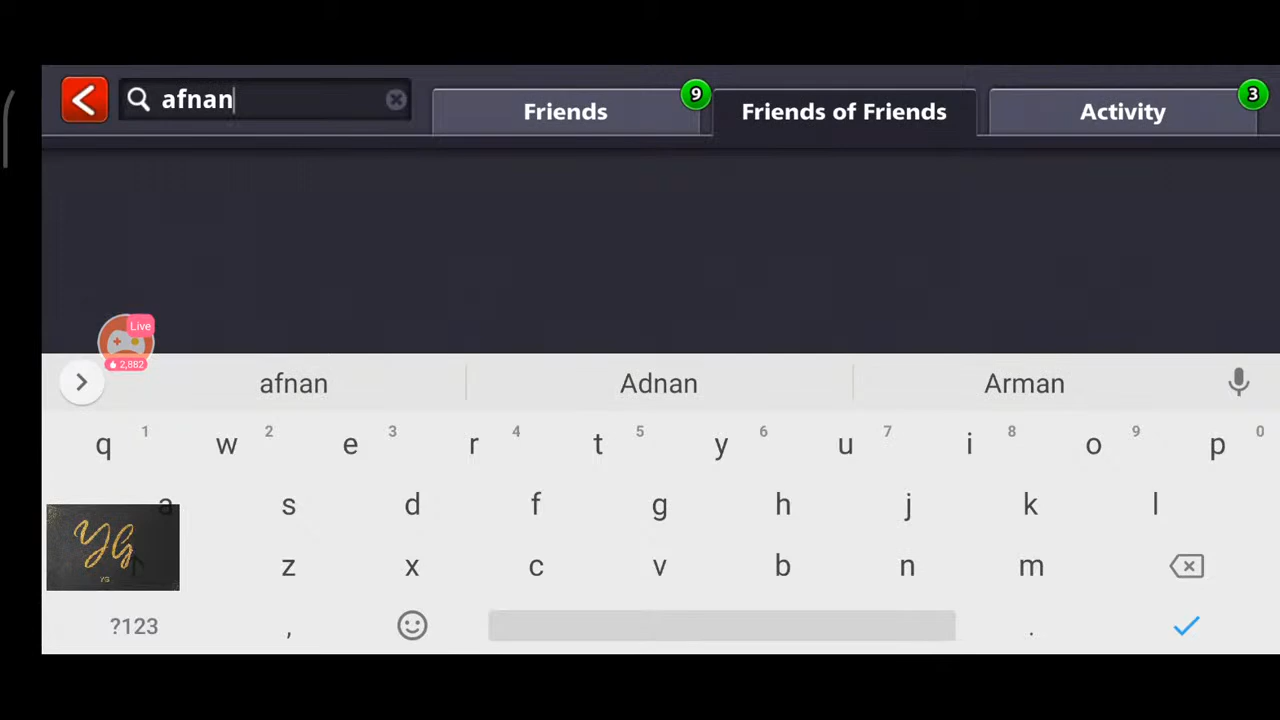 afnan
Friends
9
Friends of Friends
Activity
3
Live
2,882
afnan
Adnan
Arman
q 1 w 2 e 3 r 4 t 5 y 6 u 7 i 8 o 9 p 0
a s d f g h j k l
YG
YG
z x c v b n m
?123 , .